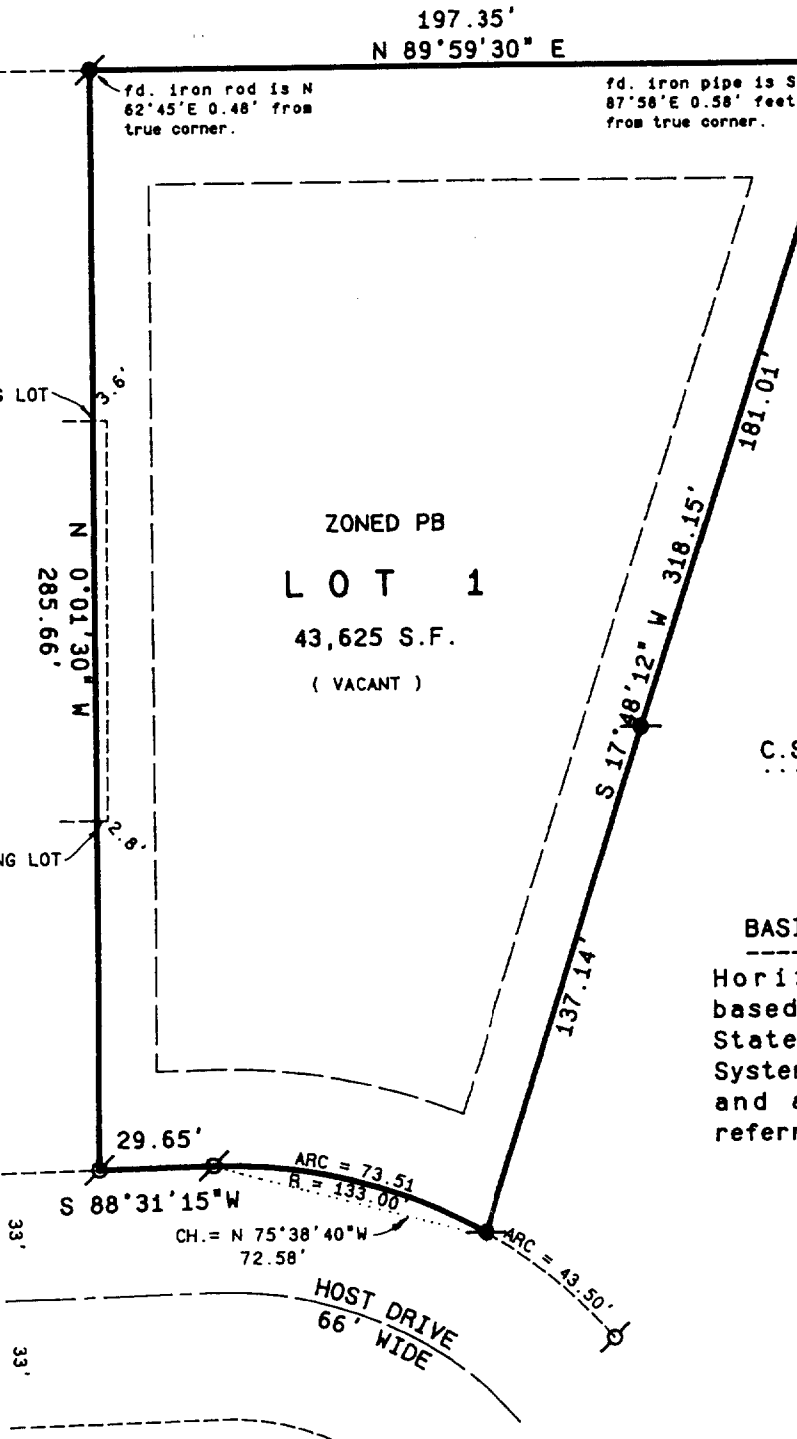 197.35'
N 89°59'30" E
fd. iron rod is N
62°45'E 0.48' from
true corner.
fd. iron pipe is S
87°58'E 0.58' feet
from true corner.
181.01'
3.6'
LOT
ZONED PB
LOT 1
43,625 S.F.
( VACANT )
N 0°01'30" W
285.66'
S 17°48'12" W 318.15'
C.S
2.8'
NG LOT
137.14'
BASI
Hori
based
State
System
and a
referr
29.65'
S 88°31'15"W
ARC = 73.51
R = 133.00'
CH.= N 75°38'40"W
72.58'
ARC = 43.50'
33'
HOST DRIVE
66' WIDE
33'